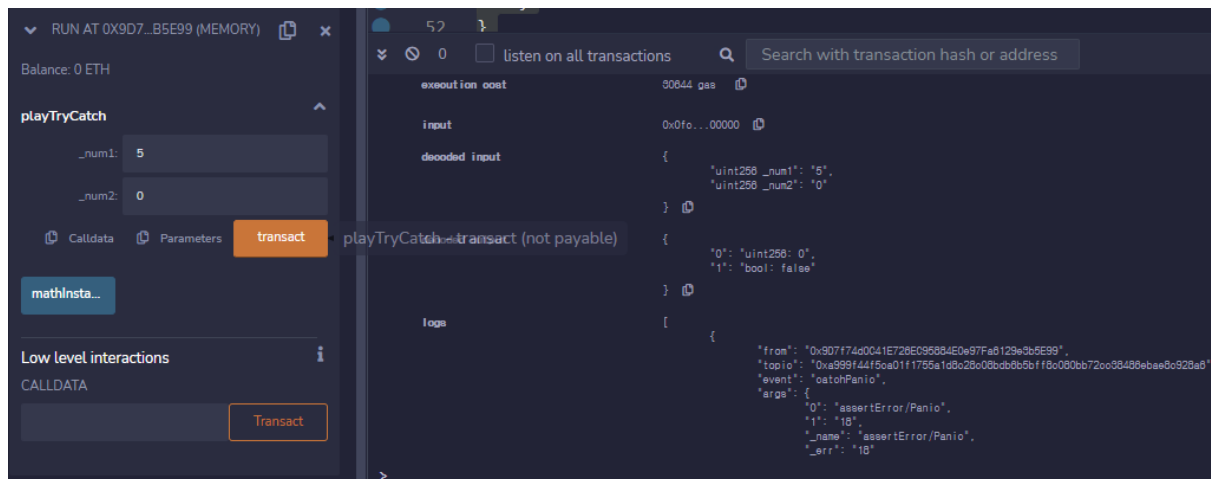 RUN AT 0X9D7...B5E99 (MEMORY)
Balance: 0 ETH
playTryCatch
_num1: 5
_num2: 0
Calldata Parameters transact
mathInsta...
Low level interactions i
CALLDATA
Transact
52 }
0 listen on all transactions Search with transaction hash or address
execution cost 30644 gas
input 0x0fc...00000
decoded input {
"uint256 _num1": "5",
"uint256 _num2": "0"
}
playTryCatch - transact (not payable) {
"0": "uint256: 0",
"1": "bool: false"
}
logs [
{
"from":
"topic":
"event": "catchPanic",
"args": {
"0": "assertError/Panic",
"1": "18",
"_name": "assertError/Panic",
"_err": "18"
>